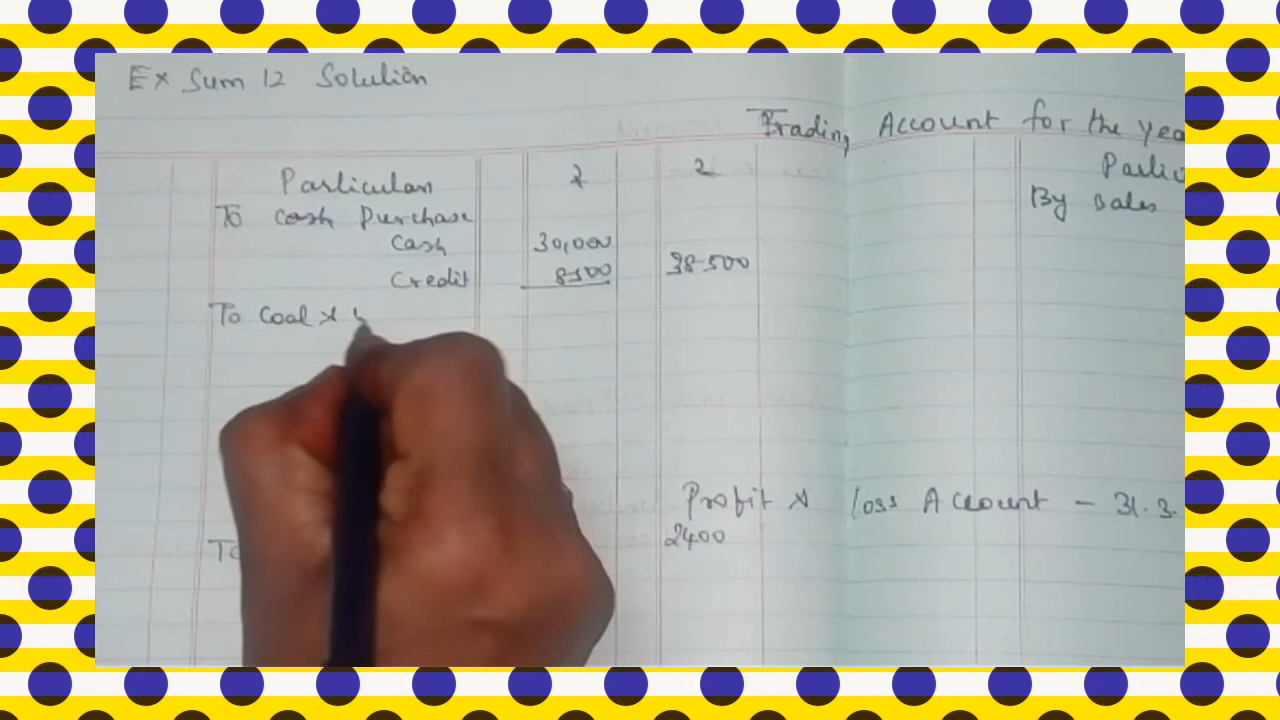 Ex Sum 12 Solution
Trading Account for the yea
Particulars ₹ ₹ Partic
To cash Purchase By sales
Cash 30,000
Credit 8500 38500
To Coal &
Profit & loss Account - 31.3.
To 2400